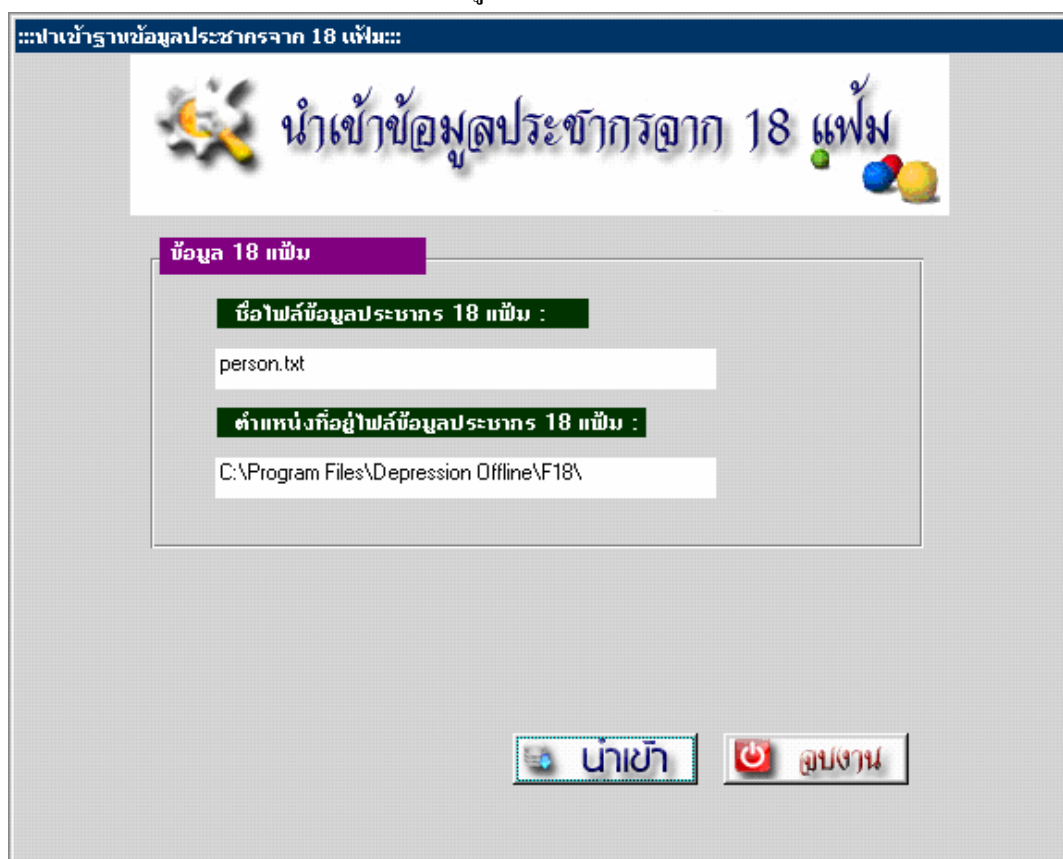 :::นำเข้าฐานข้อมูลประชากรจาก 18 แฟ้ม:::
นำเข้าข้อมูลประชากรจาก 18 แฟ้ม
ข้อมูล 18 แฟ้ม
ชื่อไฟล์ข้อมูลประชากร 18 แฟ้ม :
person.txt
ตำแหน่งที่อยู่ไฟล์ข้อมูลประชากร 18 แฟ้ม :
C:\Program Files\Depression Offline\F18\
นำเข้า
จบงาน